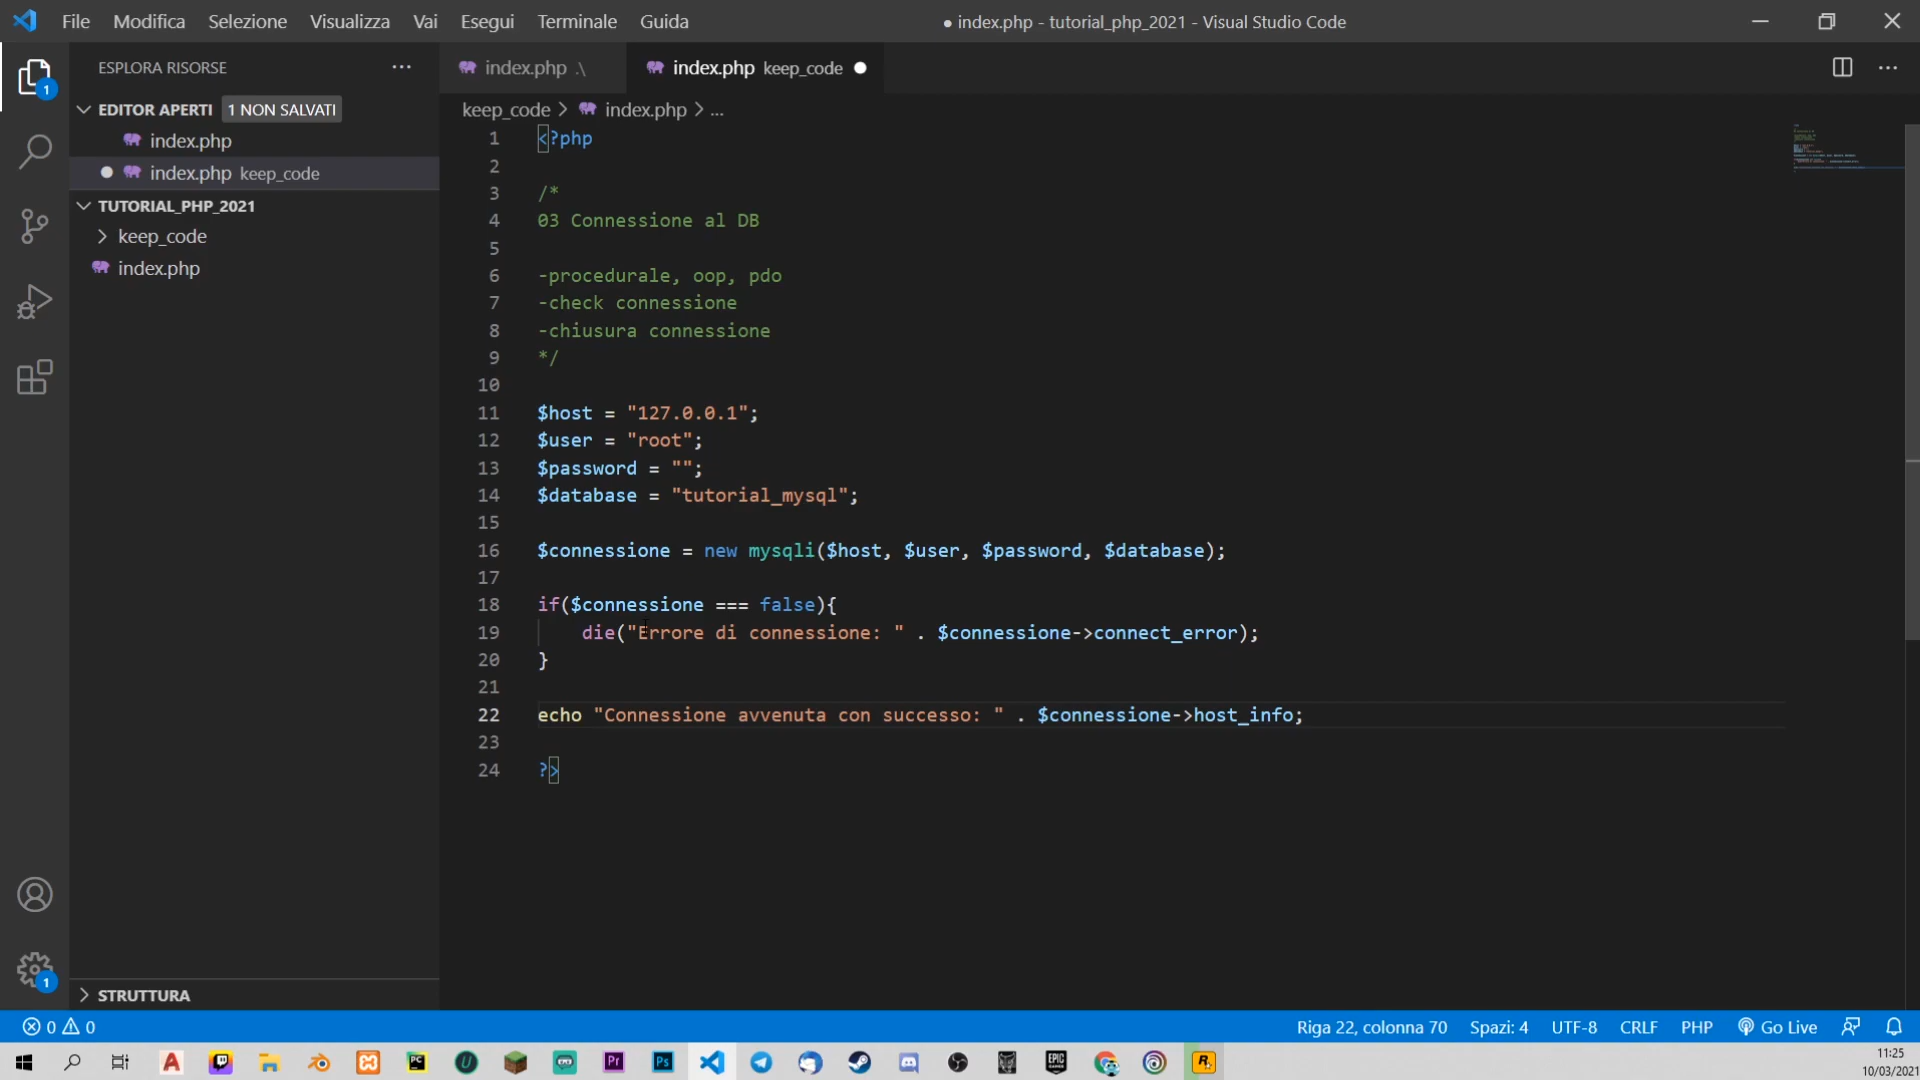 File Modifica Selezione Visualizza Vai Esegui Terminale Guida
● index.php - tutorial_php_2021 - Visual Studio Code
ESPLORA RISORSE
EDITOR APERTI 1 NON SALVATI
index.php
index.php keep_code
TUTORIAL_PHP_2021
keep_code
index.php
STRUTTURA
index.php .\
index.php keep_code
keep_code > index.php > ...
1 <?php
2
3 /*
4 03 Connessione al DB
5
6 -procedurale, oop, pdo
7 -check connessione
8 -chiusura connessione
9 */
10
11 $host = "127.0.0.1";
12 $user = "root";
13 $password = "";
14 $database = "tutorial_mysql";
15
16 $connessione = new mysqli($host, $user, $password, $database);
17
18 if($connessione === false){
19 die("Errore di connessione: " . $connessione->connect_error);
20 }
21
22 echo "Connessione avvenuta con successo: " . $connessione->host_info;
23
24 ?>
1
1
0 0
Riga 22, colonna 70 Spazi: 4 UTF-8 CRLF PHP Go Live
11:25
10/03/2021